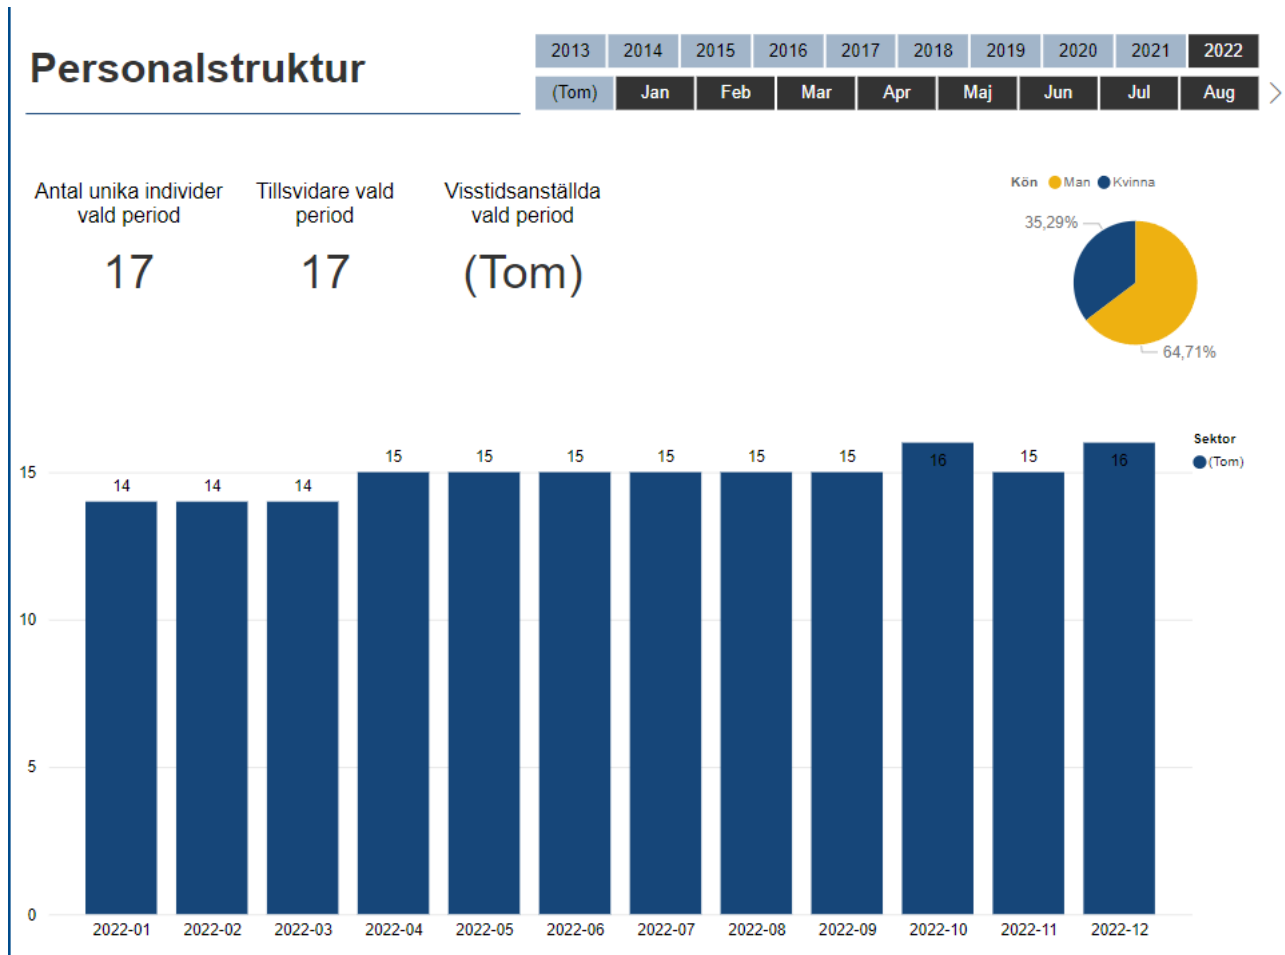 Personalstruktur
2013 2014 2015 2016 2017 2018 2019 2020 2021 2022
(Tom) Jan Feb Mar Apr Maj Jun Jul Aug
Antal unika individer
vald period
17
Tillsvidare vald
period
17
Visstidsanställda
vald period
(Tom)
Kön Man Kvinna
35,29%
64,71%
Sektor
(Tom)
15
10
5
0
14 14 14 15 15 15 15 15 15 16 15 16
2022-01 2022-02 2022-03 2022-04 2022-05 2022-06 2022-07 2022-08 2022-09 2022-10 2022-11 2022-12